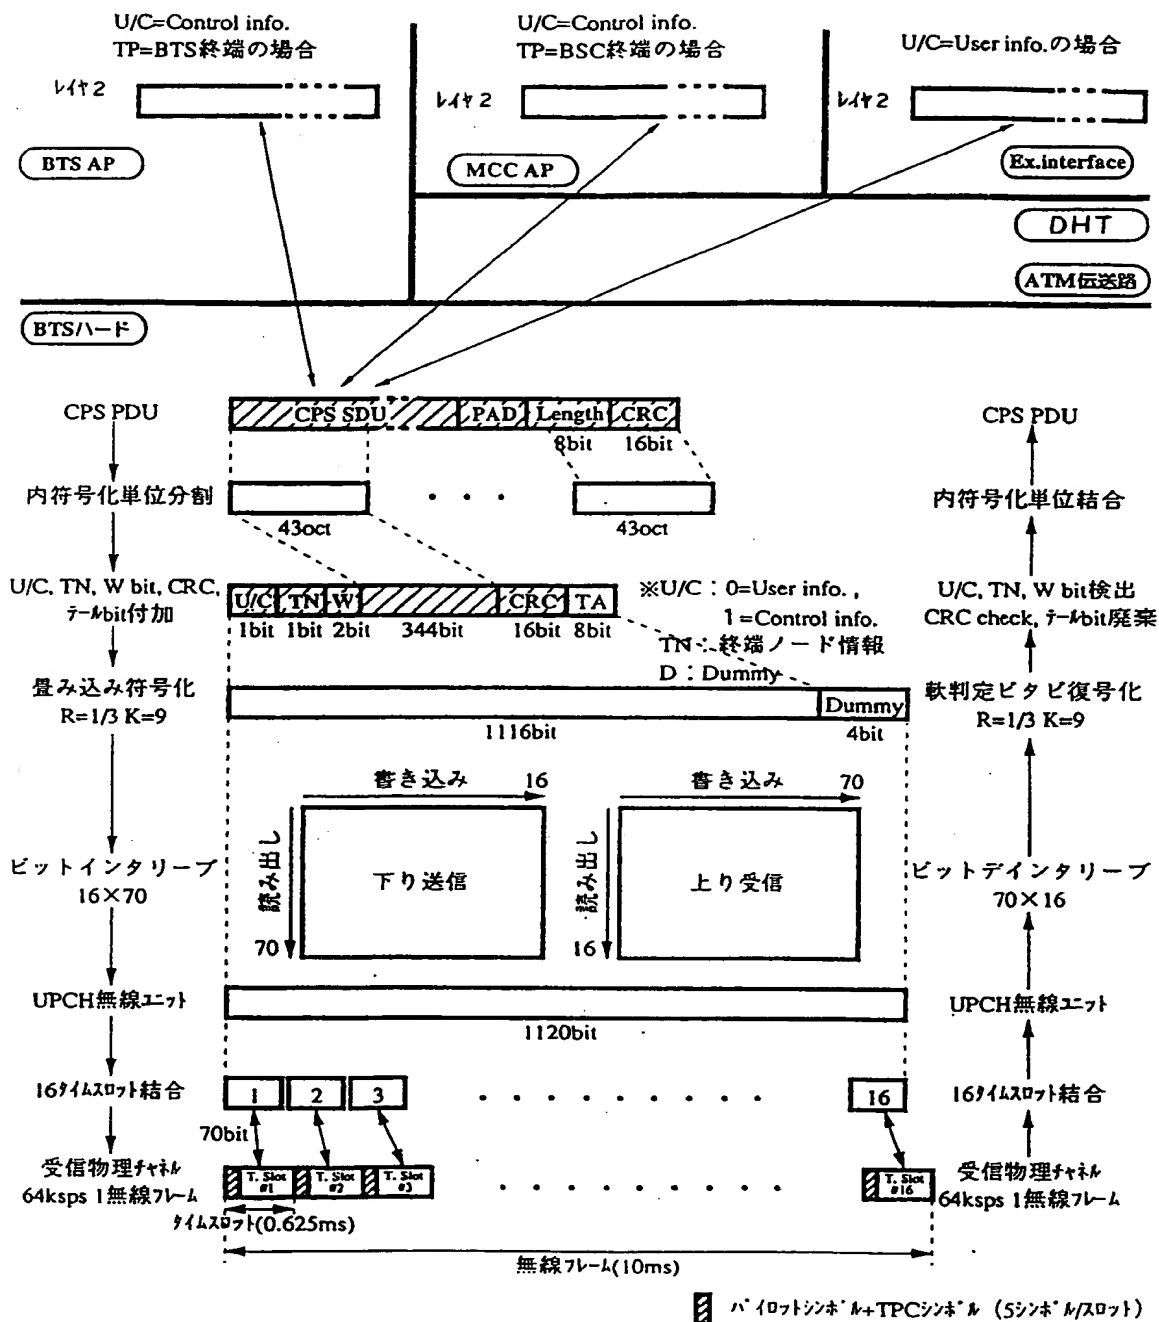 U/C=Control info.
TP=BTS終端の場合
U/C=Control info.
TP=BSC終端の場合
U/C=User info.の場合
レイヤ2
レイヤ2
レイヤ2
BTS AP
MCC AP
Ex.interface
DHT
ATM伝送路
BTSハード
CPS PDU
CPS SDU
PAD
Length
CRC
CPS PDU
8bit
16bit
内符号化単位分割
・・・
内符号化単位結合
43oct
43oct
U/C, TN, W bit, CRC,
テールbit付加
U/C
TN
W
CRC
TA
1bit
1bit
2bit
344bit
16bit
8bit
※U/C:0=User info.,
1=Control info.
TN:終端ノード情報
D:Dummy
U/C, TN, W bit検出
CRC check, テールbit廃棄
畳み込み符号化
R=1/3 K=9
Dummy
1116bit
4bit
軟判定ビタビ復号化
R=1/3 K=9
書き込み
16
書き込み
70
読み出し
下り送信
70
読み出し
上り受信
16
ビットインタリーブ
16×70
ビットデインタリーブ
70×16
UPCH無線ユニット
1120bit
UPCH無線ユニット
16タイムスロット結合
1
2
3
・・・・・・・・・
16
16タイムスロット結合
70bit
受信物理チャネル
64ksps 1無線フレーム
T. Slot
#1
T. Slot
#2
T. Slot
#3
・・・・・・・・・
T. Slot
#16
受信物理チャネル
64ksps 1無線フレーム
タイムスロット(0.625ms)
無線フレーム(10ms)
パイロットシンボル+TPCシンボル (5シンボル/スロット)